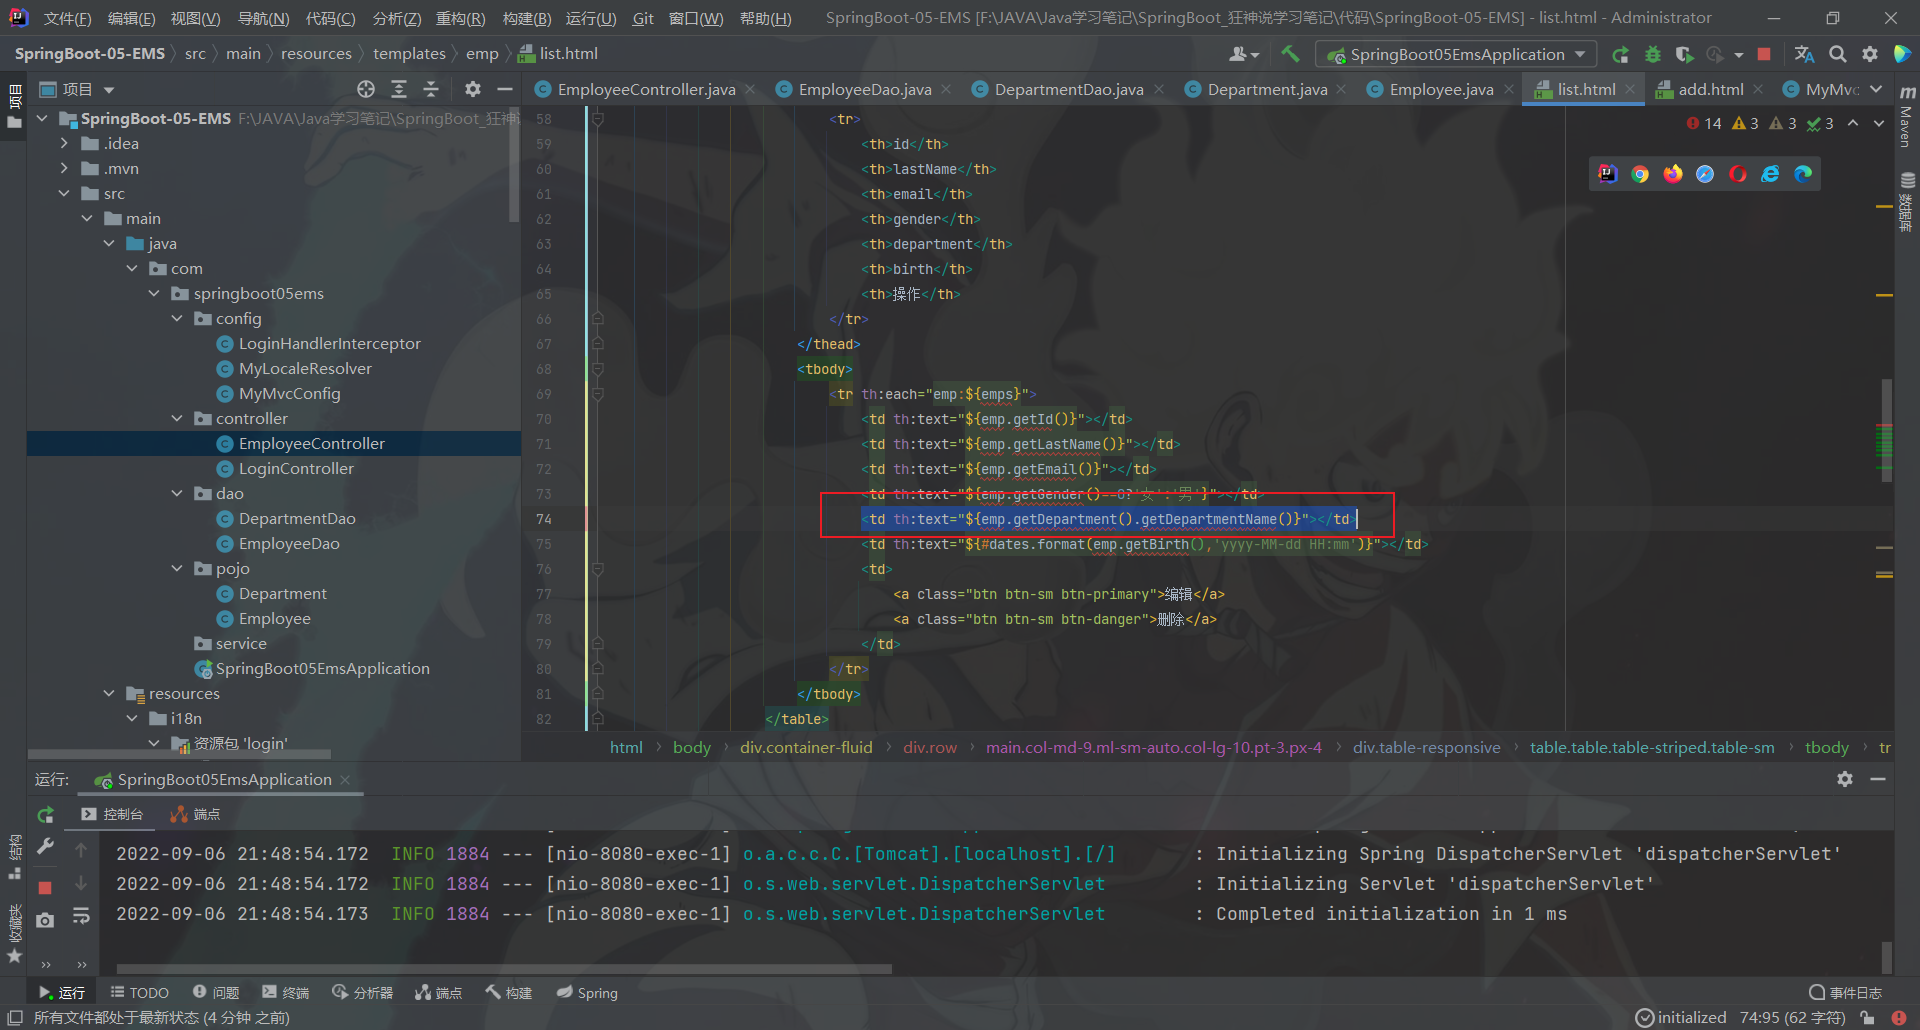 文件(F) 编辑(E) 视图(V) 导航(N) 代码(C) 分析(Z) 重构(R) 构建(B) 运行(U) Git 窗口(W) 帮助(H) SpringBoot-05-EMS [F:\JAVA\Java学习笔记\SpringBoot_狂神说学习笔记\代码\SpringBoot-05-EMS] - list.html - Administrator
SpringBoot-05-EMS src main resources templates emp list.html SpringBoot05EmsApplication
项目 EmployeeController.java EmployeeDao.java DepartmentDao.java Department.java Employee.java list.html add.html MyMvc
项目
Maven
数据库
结构
收藏夹
SpringBoot-05-EMS F:\JAVA\Java学习笔记\SpringBoot_狂神
.idea
.mvn
src
main
java
com
springboot05ems
config
LoginHandlerInterceptor
MyLocaleResolver
MyMvcConfig
controller
EmployeeController
LoginController
dao
DepartmentDao
EmployeeDao
pojo
Department
Employee
service
SpringBoot05EmsApplication
resources
i18n
资源包 'login'
14 3 3 3
58 <tr>
59 <th>id</th>
60 <th>lastName</th>
61 <th>email</th>
62 <th>gender</th>
63 <th>department</th>
64 <th>birth</th>
65 <th>操作</th>
66 </tr>
67 </thead>
68 <tbody>
69 <tr th:each="emp:${emps}">
70 <td th:text="${emp.getId()}"></td>
71 <td th:text="${emp.getLastName()}"></td>
72 <td th:text="${emp.getEmail()}"></td>
73 <td th:text="${emp.getGender()==0?'女':'男'}"></td>
74 <td th:text="${emp.getDepartment().getDepartmentName()}"></td>
75 <td th:text="${#dates.format(emp.getBirth(),'yyyy-MM-dd HH:mm')}"></td>
76 <td>
77 <a class="btn btn-sm btn-primary">编辑</a>
78 <a class="btn btn-sm btn-danger">删除</a>
79 </td>
80 </tr>
81 </tbody>
82 </table>
html body div.container-fluid div.row main.col-md-9.ml-sm-auto.col-lg-10.pt-3.px-4 div.table-responsive table.table.table-striped.table-sm tbody tr
运行: SpringBoot05EmsApplication
控制台 端点
2022-09-06 21:48:54.172 INFO 1884 --- [nio-8080-exec-1] o.a.c.c.C.[Tomcat].[localhost].[/] : Initializing Spring DispatcherServlet 'dispatcherServlet'
2022-09-06 21:48:54.172 INFO 1884 --- [nio-8080-exec-1] o.s.web.servlet.DispatcherServlet : Initializing Servlet 'dispatcherServlet'
2022-09-06 21:48:54.173 INFO 1884 --- [nio-8080-exec-1] o.s.web.servlet.DispatcherServlet : Completed initialization in 1 ms
运行 TODO 问题 终端 分析器 端点 构建 Spring 事件日志
所有文件都处于最新状态 (4 分钟 之前) initialized 74:95 (62 字符)